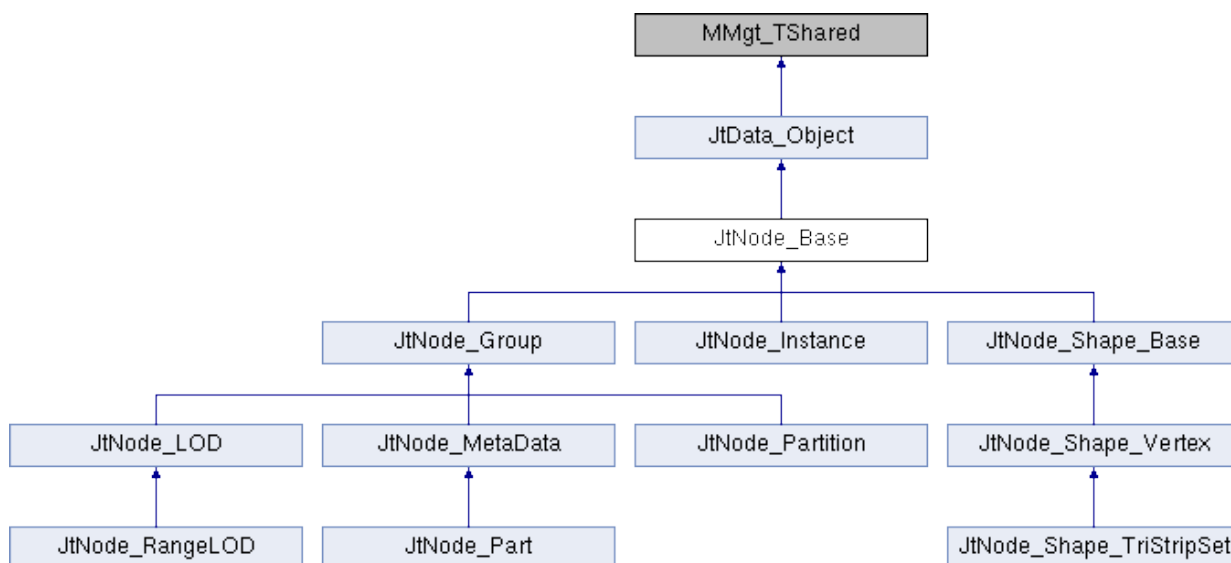 MMgt_TShared
JtData_Object
JtNode_Base
JtNode_Group
JtNode_Instance
JtNode_Shape_Base
JtNode_LOD
JtNode_MetaData
JtNode_Partition
JtNode_Shape_Vertex
JtNode_RangeLOD
JtNode_Part
JtNode_Shape_TriStripSet